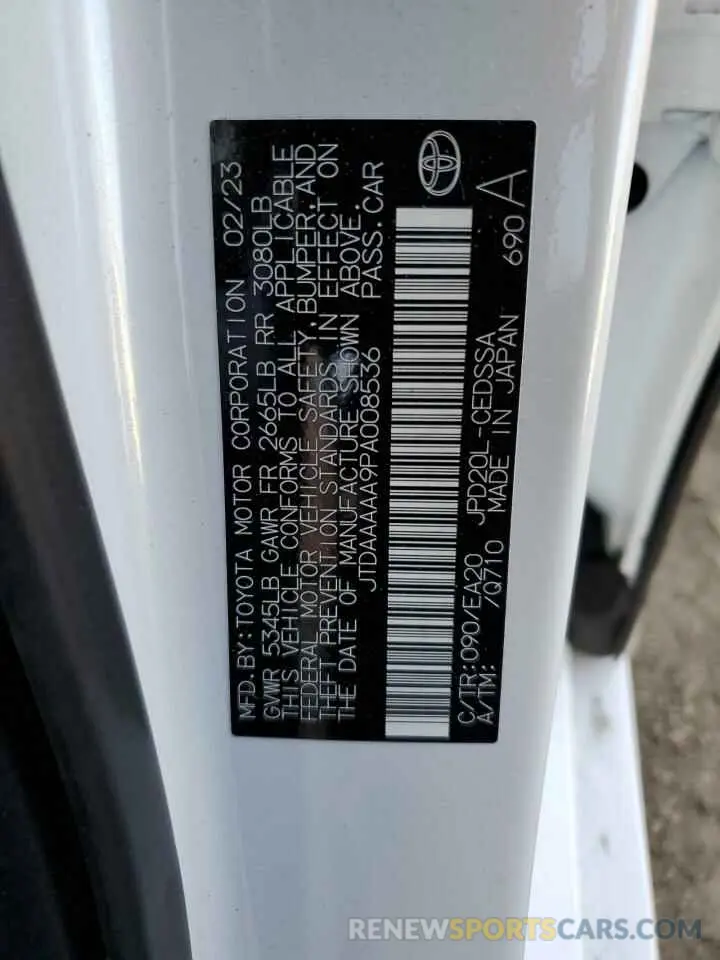 MFD.BY:TOYOTA MOTOR CORPORATION 02/23
GVWR 5345LB GAWR FR 2665LB RR 3080LB
THIS VEHICLE CONFORMS TO ALL APPLICABLE
FEDERAL MOTOR VEHICLE SAFETY,BUMPER,AND
THEFT PREVENTION STANDARDS IN EFFECT ON
THE DATE OF MANUFACTURE SHOWN ABOVE.
JTDAAAAA9PA008536 PASS.CAR
C/TR:090/EA20 JPD20L-CEDSSA
A/TM: /Q710 MADE IN JAPAN 690 A
RENEWSPORTSCARS.COM